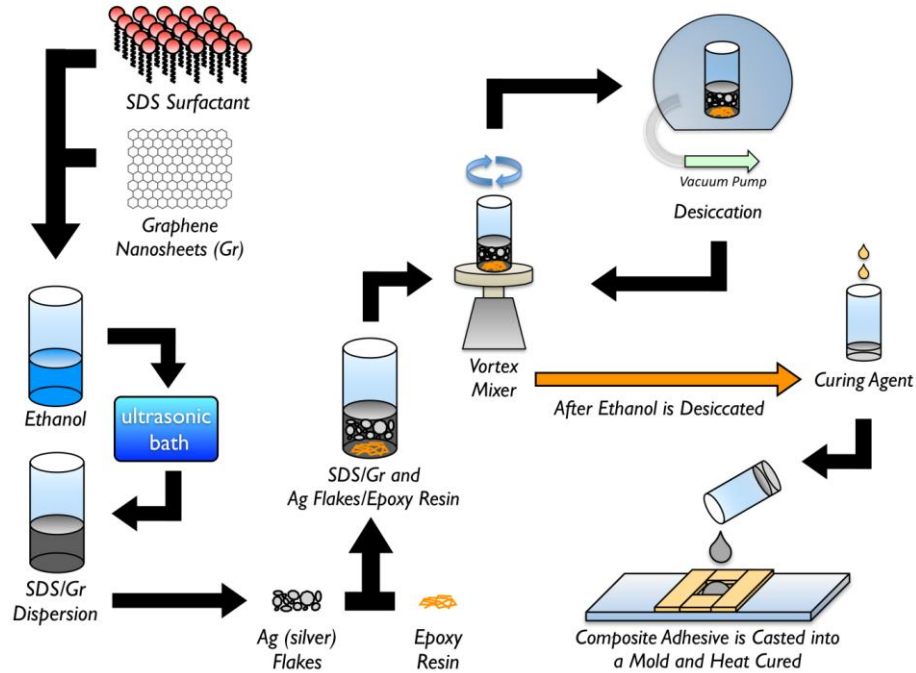 SDS Surfactant
Graphene
Nanosheets (Gr)
Ethanol
ultrasonic
bath
SDS/Gr
Dispersion
Ag (silver)
Flakes
Epoxy
Resin
SDS/Gr and
Ag Flakes/Epoxy Resin
Vortex
Mixer
Vacuum Pump
Desiccation
After Ethanol is Desiccated
Curing Agent
Composite Adhesive is Casted into
a Mold and Heat Cured